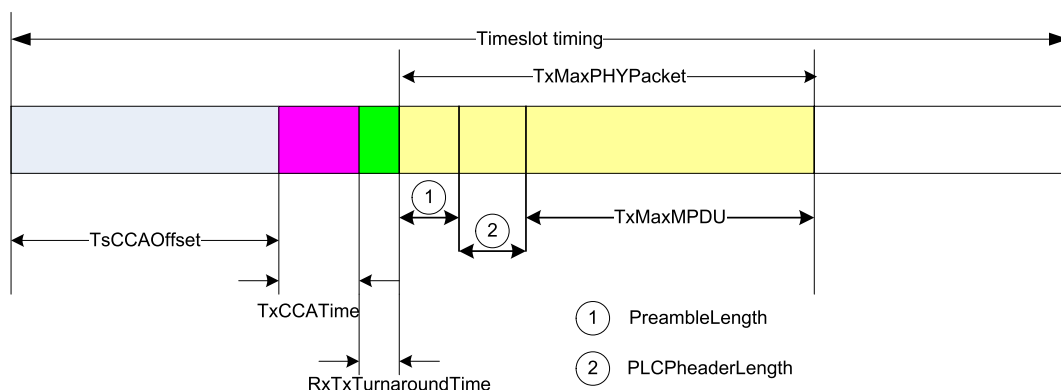 Timeslot timing
TxMaxPHYPacket
1
TxMaxMPDU
2
TsCCAOffset
TxCCATime
1 PreambleLength
2 PLCPheaderLength
RxTxTurnaroundTime